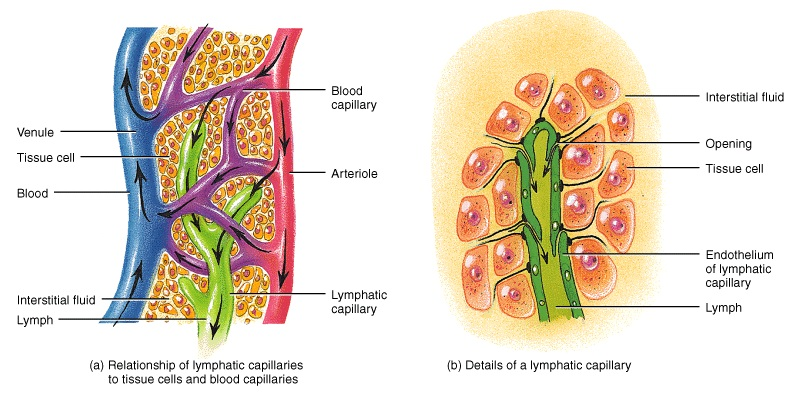 Blood
capillary
Venule
Tissue cell
Blood
Arteriole
Interstitial fluid
Lymph
Lymphatic
capillary
(a) Relationship of lymphatic capillaries
to tissue cells and blood capillaries
Interstitial fluid
Opening
Tissue cell
Endothelium
of lymphatic
capillary
Lymph
(b) Details of a lymphatic capillary